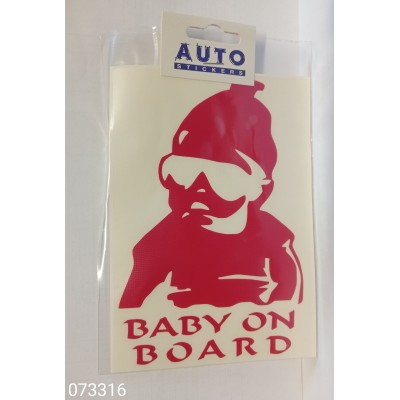 AUTO
STICKERS
BABY ON
BOARD
073316